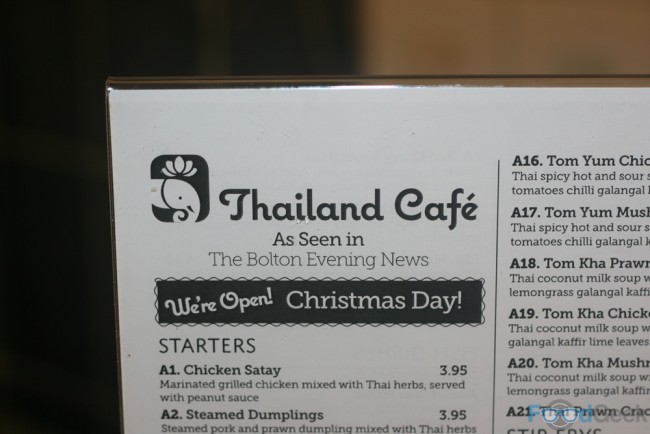 Thailand Café
As Seen in
The Bolton Evening News
We're Open! Christmas Day!
STARTERS
A1. Chicken Satay 3.95
Marinated grilled chicken mixed with Thai herbs, served
with peanut sauce
A2. Steamed Dumplings 3.95
Steamed pork and prawn dumpling mixed with Thai herbs
A16. Tom Yum Chic
Thai spicy hot and sour s
tomatoes chilli galangal
A17. Tom Yum Mush
Thai spicy hot and sour s
tomatoes chilli galangal k
A18. Tom Kha Prawn
Thai coconut milk soup w
lemongrass galangal kaffir
A19. Tom Kha Chicke
Thai coconut milk soup w
galangal kaffir lime leaves
A20. Tom Kha Mushr
Thai coconut milk soup wi
lemongrass galangal kaffir
A21. Thai Prawn Crac
STIR FRYS
FoodGeek